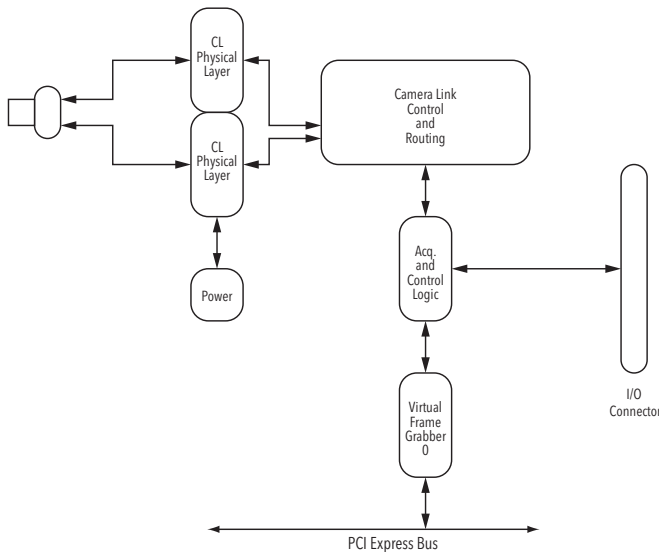 CL
Physical
Layer
Camera Link
Control
and
Routing
CL
Physical
Layer
Acq.
and
Control
Logic
Power
I/O
Connector
Virtual
Frame
Grabber
0
PCI Express Bus